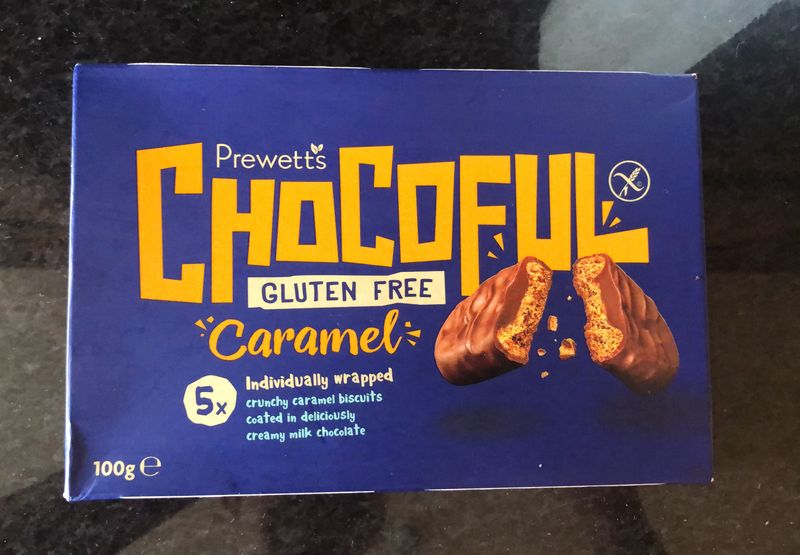 Prewett's
CHOCOFUL
GLUTEN FREE
Caramel
5x
Individually wrapped
crunchy caramel biscuits
coated in deliciously
creamy milk chocolate
100g ℮